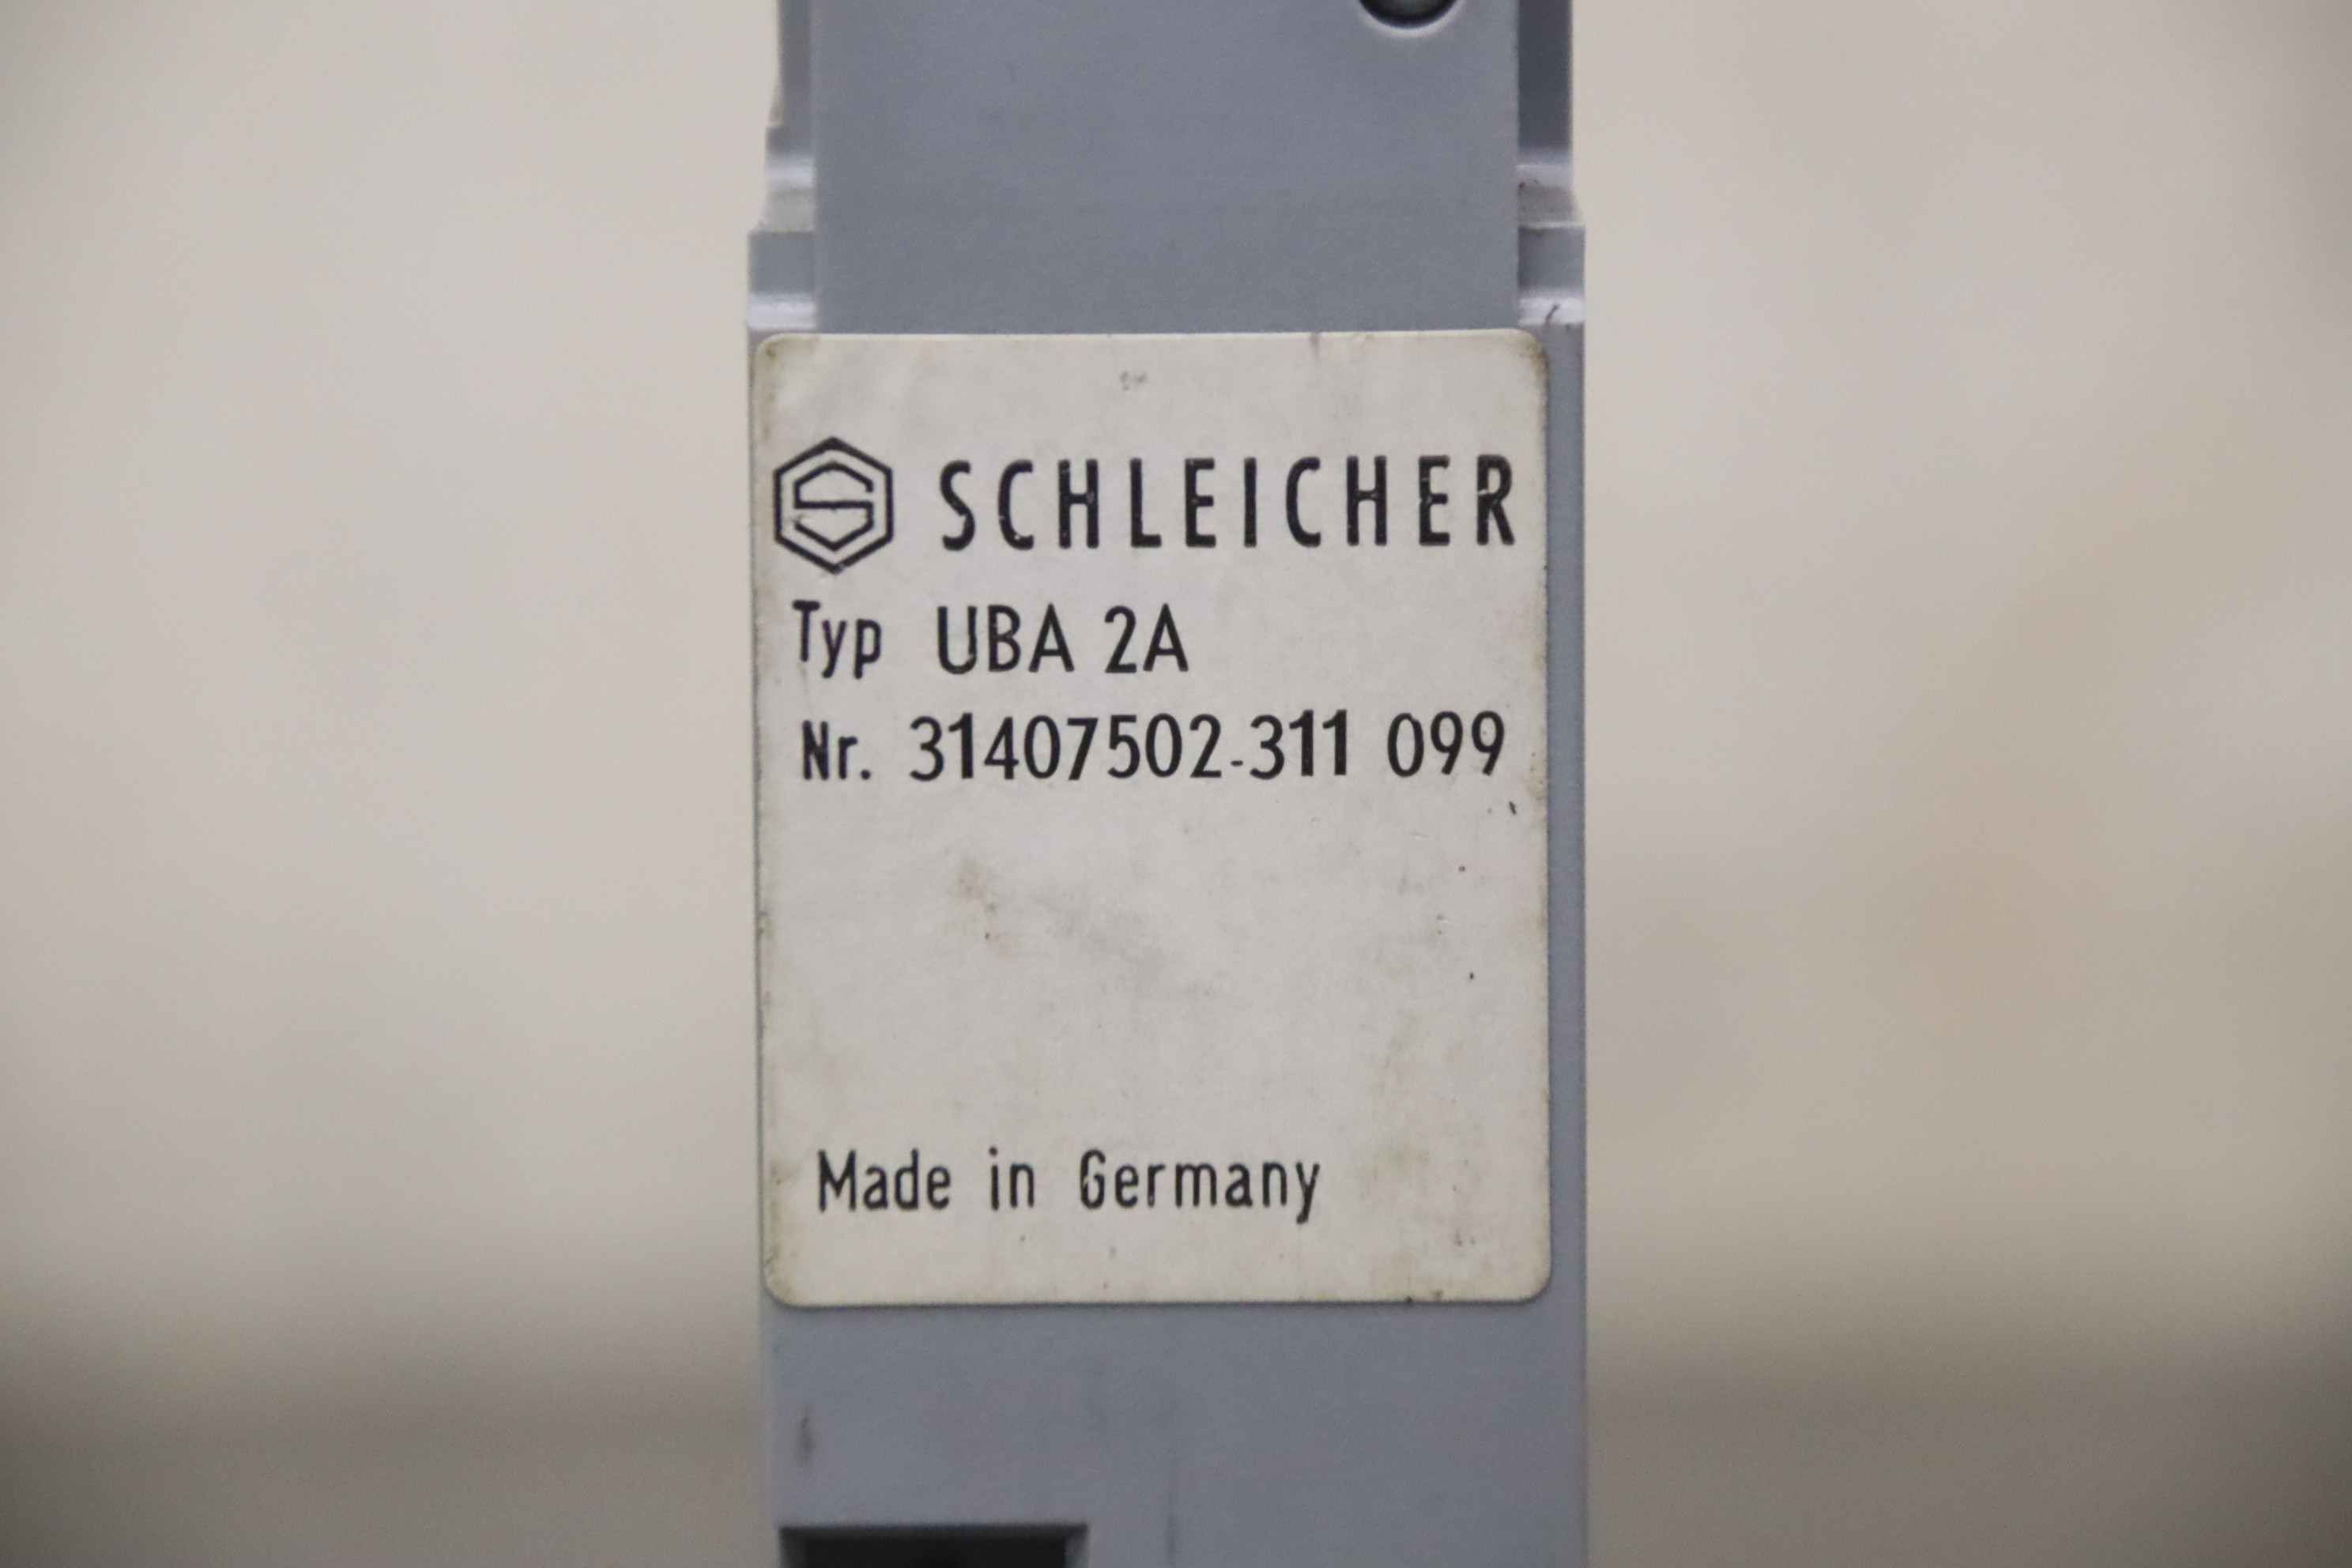 SCHLEICHER
Typ UBA 2A
Nr. 31407502-311 099
Made in Germany